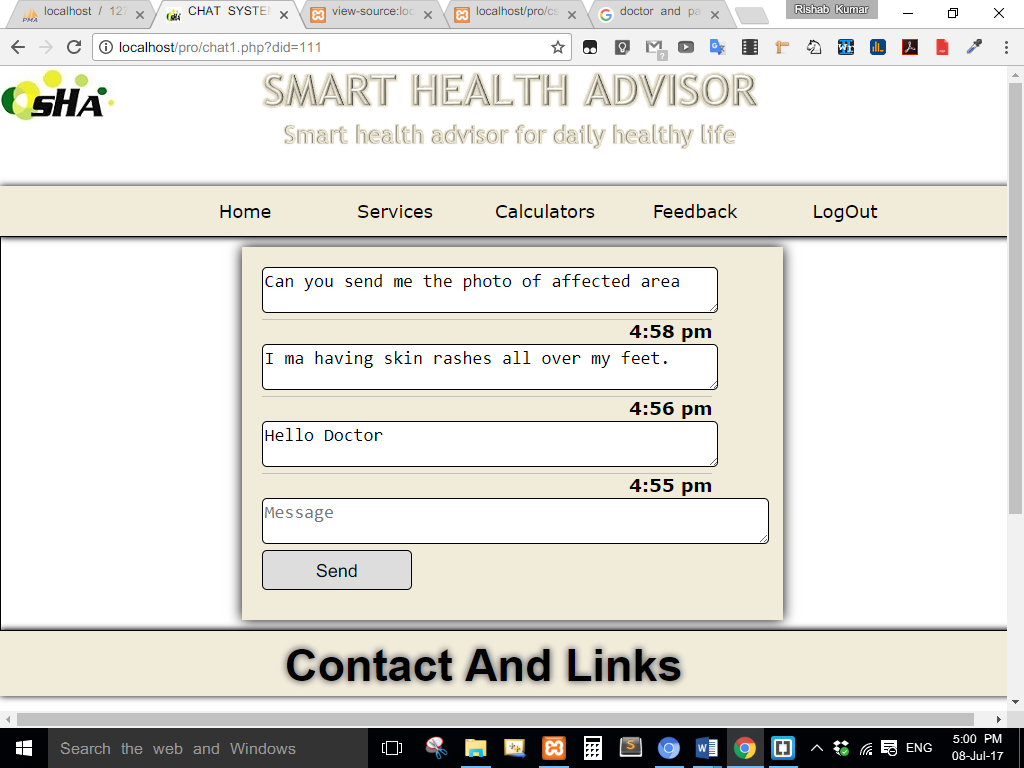 Rishab Kumar
localhost / 127
CHAT SYSTE
view-source:loc
localhost/pro/cs
doctor and pa
localhost/pro/chat1.php?did=111
sHA
SMART HEALTH ADVISOR
Smart health advisor for daily healthy life
Home Services Calculators Feedback LogOut
Can you send me the photo of affected area
4:58 pm
I ma having skin rashes all over my feet.
4:56 pm
Hello Doctor
4:55 pm
Message
Send
Contact And Links
Search the web and Windows
ENG
5:00 PM
08-Jul-17